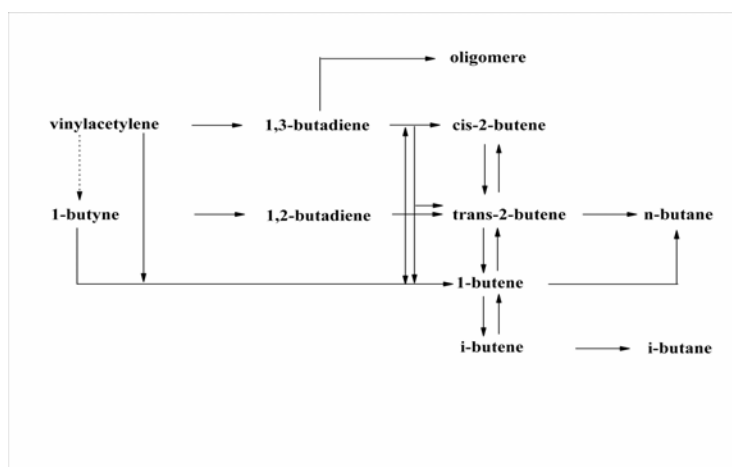 oligomere
vinylacetylene 1,3-butadiene cis-2-butene
1-butyne 1,2-butadiene trans-2-butene n-butane
1-butene
i-butene i-butane